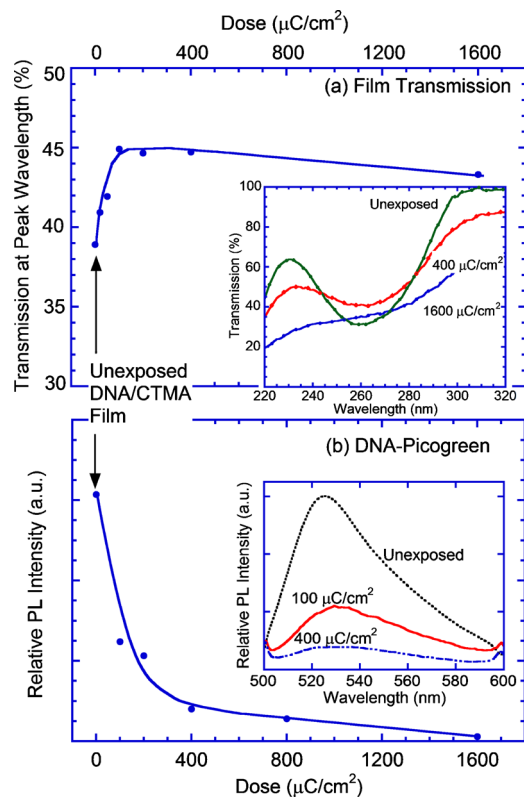 Dose (μC/cm²)
0 400 800 1200 1600
50
45
40
35
30
Transmission at Peak Wavelength (%)
(a) Film Transmission
Unexposed
DNA/CTMA
Film
100
80
60
40
20
Transmission (%)
Unexposed
400 μC/cm²
1600 μC/cm²
220 240 260 280 300 320
Wavelength (nm)
(b) DNA-Picogreen
Relative PL Intensity (a.u.)
Relative PL Intensity (a.u.)
Unexposed
100 μC/cm²
400 μC/cm²
500 520 540 560 580 600
Wavelength (nm)
0 400 800 1200 1600
Dose (μC/cm²)